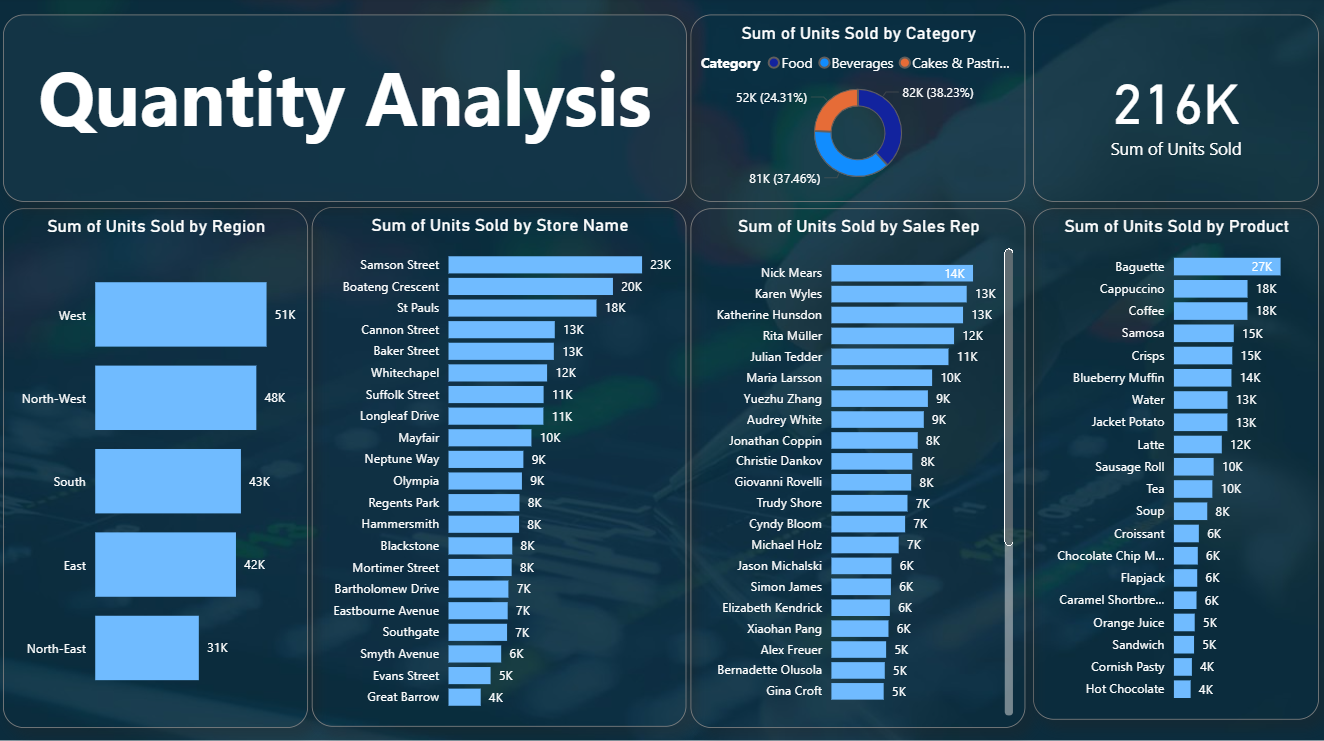 Quantity Analysis
Sum of Units Sold by Category
Category Food Beverages Cakes & Pastri...
52K (24.31%)
82K (38.23%)
81K (37.46%)
216K
Sum of Units Sold
Sum of Units Sold by Region
West 51K
North-West 48K
South 43K
East 42K
North-East 31K
Sum of Units Sold by Store Name
Samson Street 23K
Boateng Crescent 20K
St Pauls 18K
Cannon Street 13K
Baker Street 13K
Whitechapel 12K
Suffolk Street 11K
Longleaf Drive 11K
Mayfair 10K
Neptune Way 9K
Olympia 9K
Regents Park 8K
Hammersmith 8K
Blackstone 8K
Mortimer Street 8K
Bartholomew Drive 7K
Eastbourne Avenue 7K
Southgate 7K
Smyth Avenue 6K
Evans Street 5K
Great Barrow 4K
Sum of Units Sold by Sales Rep
Nick Mears 14K
Karen Wyles 13K
Katherine Hunsdon 13K
Rita Müller 12K
Julian Tedder 11K
Maria Larsson 10K
Yuezhu Zhang 9K
Audrey White 9K
Jonathan Coppin 8K
Christie Dankov 8K
Giovanni Rovelli 8K
Trudy Shore 7K
Cyndy Bloom 7K
Michael Holz 7K
Jason Michalski 6K
Simon James 6K
Elizabeth Kendrick 6K
Xiaohan Pang 6K
Alex Freuer 5K
Bernadette Olusola 5K
Gina Croft 5K
Sum of Units Sold by Product
Baguette 27K
Cappuccino 18K
Coffee 18K
Samosa 15K
Crisps 15K
Blueberry Muffin 14K
Water 13K
Jacket Potato 13K
Latte 12K
Sausage Roll 10K
Tea 10K
Soup 8K
Croissant 6K
Chocolate Chip M... 6K
Flapjack 6K
Caramel Shortbre... 6K
Orange Juice 5K
Sandwich 5K
Cornish Pasty 4K
Hot Chocolate 4K